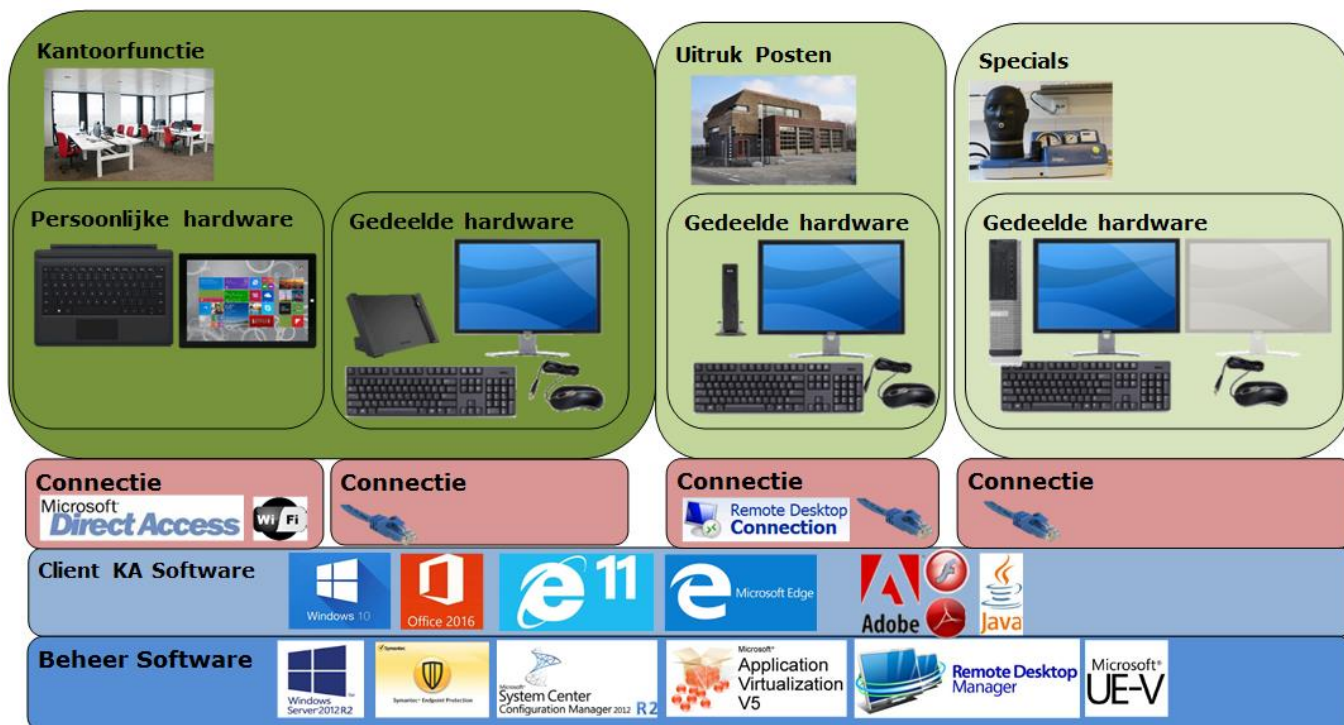 Kantoorfunctie
Uitruk Posten
Specials
Persoonlijke hardware
Gedeelde hardware
Gedeelde hardware
Gedeelde hardware
Connectie
Microsoft®
Direct Access
Wi Fi
Connectie
Connectie
Remote Desktop
Connection
Connectie
Client KA Software
Windows 10
Office 2016
11
Microsoft Edge
Adobe
Java
Beheer Software
Windows
Server 2012 R2
Symantec
Symantec Endpoint Protection
Microsoft
System Center
Configuration Manager 2012 R2
Microsoft®
Application
Virtualization
V5
Remote Desktop
Manager
Microsoft®
UE-V